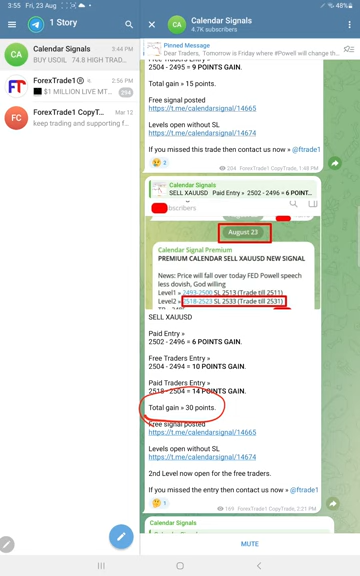 3:55 Fri, 23 Aug
48%
1 Story
Calendar Signals
3:44 PM
BUY USOIL 74.8 HIGH TRAD...
ForexTrade1®
2:56 PM
$1 MILLION LIVE MT...
294
FC
ForexTrade1 CopyT...
Mar 12
keep trading and supporting f...
CA
Calendar Signals
4.7K subscribers
Pinned Message
Dear Traders, Tomorrow is Friday where #Powell will change th...
2504 - 2495 = 9 POINTS GAIN.
Total gain » 15 points.
Free signal posted
https://t.me/calendarsignal/14665
Levels open without SL
https://t.me/calendarsignal/14674
If you missed this trade then contact us now » @ftrade1
2
234 ForexTrade1 CopyTrade, 1:48 PM
Calendar Signals
SELL XAUUSD Paid Entry » 2502 - 2496 = 6 POINT...
bscribers
August 23
Calendar Signal Premium
PREMIUM CALENDAR SELL XAUUSD NEW SIGNAL
News: Price will fall over today FED Powell speech
less dovish, God willing
Level1 » 2493-2500 SL 2513 (Trade till 2511)
Level2 » 2518-2523 SL 2533 (Trade till 2531)
SELL XAUUSD
Paid Entry »
2502 - 2496 = 6 POINTS GAIN.
Free Traders Entry »
2504 - 2494 = 10 POINTS GAIN.
Paid Traders Entry »
2518 - 2504 = 14 POINTS GAIN.
Total gain » 30 points.
Free signal posted
https://t.me/calendarsignal/14665
Levels open without SL
https://t.me/calendarsignal/14674
2nd Level now open for the free traders.
If you missed the entry then contact us now » @ftrade1
1
169 ForexTrade1 CopyTrade, 2:21 PM
Calendar Signals
MUTE